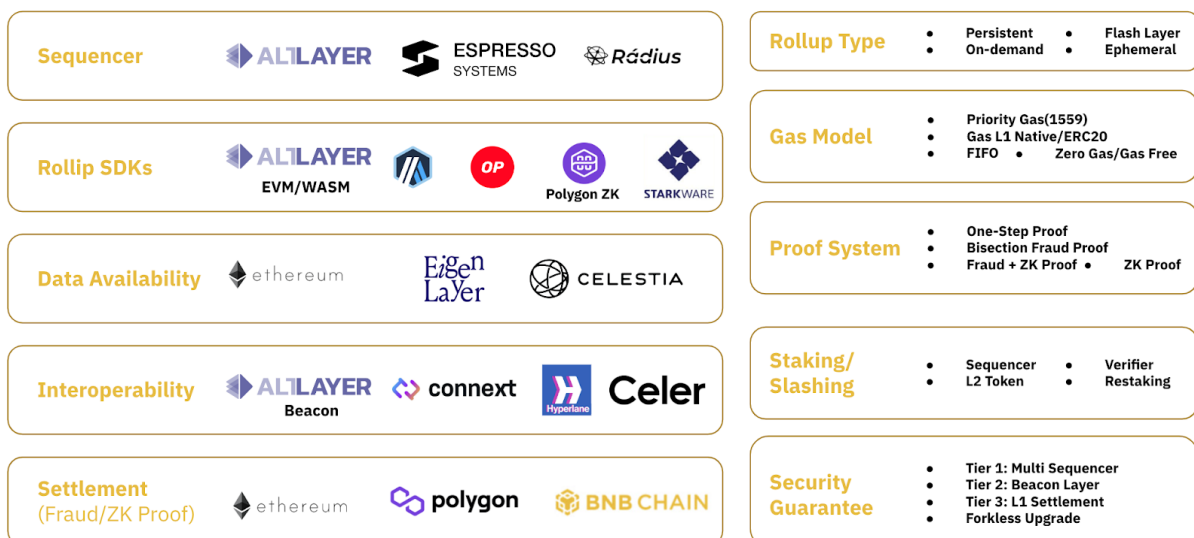 Sequencer
ALTLAYER
ESPRESSO
SYSTEMS
Rádius
Rollip SDKs
ALTLAYER
EVM/WASM
OP
Polygon ZK
STARKWARE
Data Availability
ethereum
EigEn
LaYer
CELESTIA
Interoperability
ALTLAYER
Beacon
connext
Hyperlane
Celer
Settlement
(Fraud/ZK Proof)
ethereum
polygon
BNB CHAIN
Rollup Type
● Persistent ● Flash Layer
● On-demand ● Ephemeral
Gas Model
● Priority Gas(1559)
● Gas L1 Native/ERC20
● FIFO ● Zero Gas/Gas Free
Proof System
● One-Step Proof
● Bisection Fraud Proof
● Fraud + ZK Proof ● ZK Proof
Staking/
Slashing
● Sequencer ● Verifier
● L2 Token ● Restaking
Security
Guarantee
● Tier 1: Multi Sequencer
● Tier 2: Beacon Layer
● Tier 3: L1 Settlement
● Forkless Upgrade